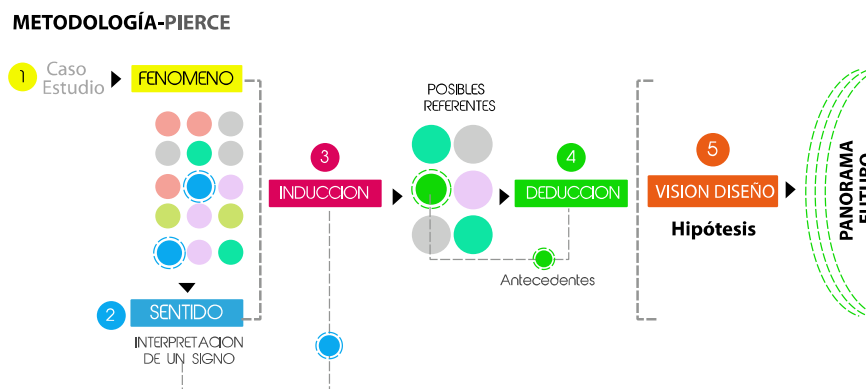 METODOLOGÍA-PIERCE
1 Caso
Estudio
FENOMENO
2 SENTIDO
INTERPRETACION
DE UN SIGNO
3
INDUCCION
POSIBLES
REFERENTES
4
DEDUCCION
Antecedentes
5
VISION DISEÑO
Hipótesis
PANORAMA
FUTURO